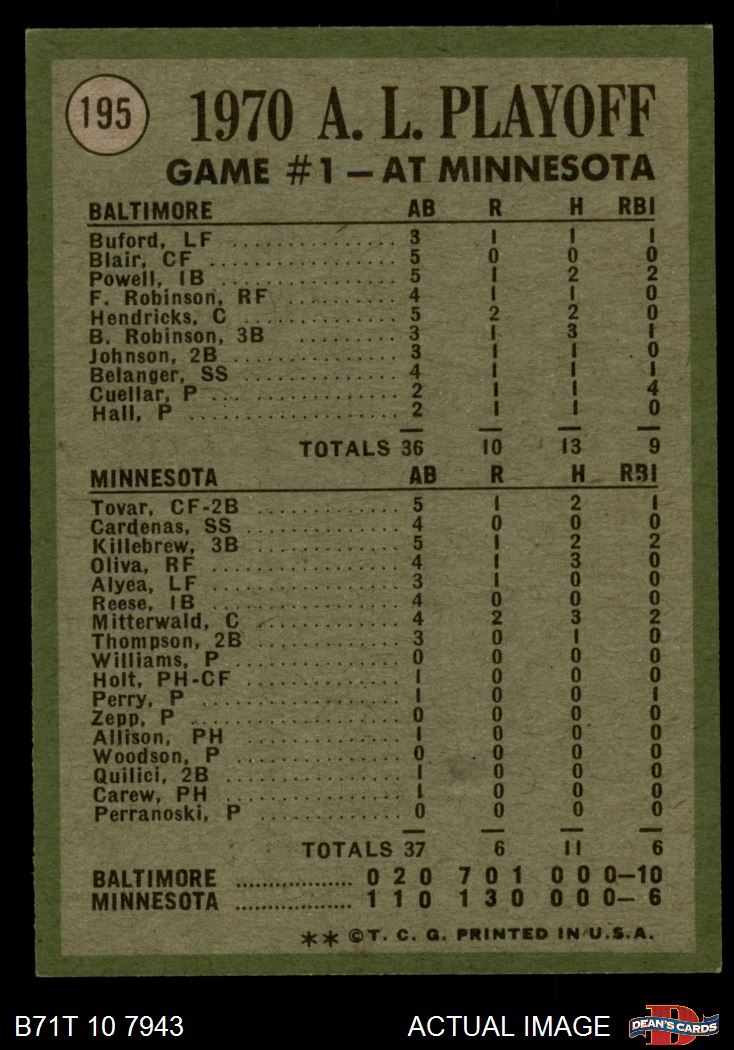 195
1970 A. L. PLAYOFF
GAME #1 – AT MINNESOTA
BALTIMORE AB R H RBI
Buford, LF .............. 3 1 1 1
Blair, CF ................ 5 0 0 0
Powell, 1B ............... 5 1 2 2
F. Robinson, RF .......... 4 1 1 0
Hendricks, C ............. 5 2 2 0
B. Robinson, 3B .......... 3 1 3 1
Johnson, 2B .............. 3 1 1 0
Belanger, SS ............. 4 1 1 1
Cuellar, P ............... 2 1 1 4
Hall, P .................. 2 1 1 0
TOTALS 36 10 13 9
MINNESOTA AB R H RBI
Tovar, CF-2B ............. 5 1 2 1
Cardenas, SS ............. 4 0 0 0
Killebrew, 3B ............ 5 1 2 2
Oliva, RF ................ 4 1 3 0
Alyea, LF ................ 3 1 0 0
Reese, 1B ................ 4 0 0 0
Mitterwald, C ............ 4 2 3 2
Thompson, 2B ............. 3 0 1 0
Williams, P .............. 0 0 0 0
Holt, PH-CF .............. 1 0 0 0
Perry, P ................. 1 0 0 1
Zepp, P .................. 0 0 0 0
Allison, PH .............. 1 0 0 0
Woodson, P ............... 0 0 0 0
Quilici, 2B .............. 1 0 0 0
Carew, PH ................ 1 0 0 0
Perranoski, P ............ 0 0 0 0
TOTALS 37 6 11 6
BALTIMORE .................. 0 2 0 7 0 1 0 0 0–10
MINNESOTA .................. 1 1 0 1 3 0 0 0 0– 6
** ©T. C. G. PRINTED IN U.S.A.
B71T 10 7943 ACTUAL IMAGE DEAN'S CARDS